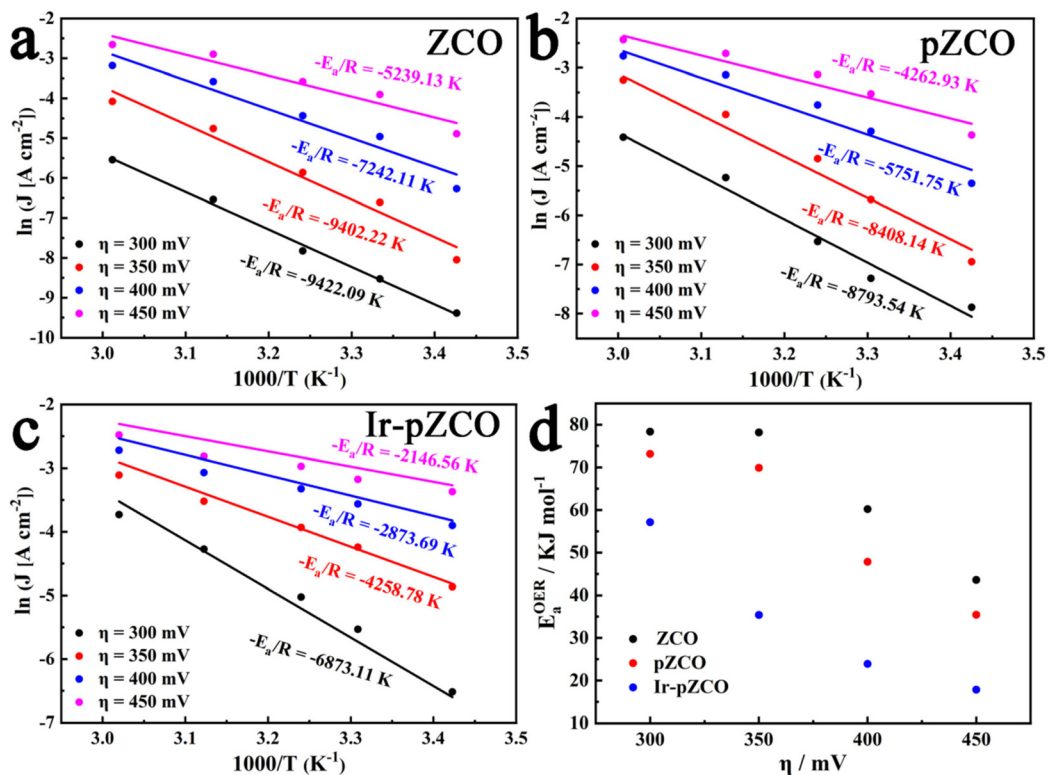 a
ZCO
-2
-3
-4
-5
-6
-7
-8
-9
-10
ln (J [A cm⁻²])
-Eₐ/R = -5239.13 K
-Eₐ/R = -7242.11 K
-Eₐ/R = -9402.22 K
-Eₐ/R = -9422.09 K
η = 300 mV
η = 350 mV
η = 400 mV
η = 450 mV
3.0 3.1 3.2 3.3 3.4 3.5
1000/T (K⁻¹)
b
pZCO
-2
-3
-4
-5
-6
-7
-8
ln (J [A cm⁻²])
-Eₐ/R = -4262.93 K
-Eₐ/R = -5751.75 K
-Eₐ/R = -8408.14 K
-Eₐ/R = -8793.54 K
η = 300 mV
η = 350 mV
η = 400 mV
η = 450 mV
3.0 3.1 3.2 3.3 3.4 3.5
1000/T (K⁻¹)
c
Ir-pZCO
-2
-3
-4
-5
-6
-7
ln (J [A cm⁻²])
-Eₐ/R = -2146.56 K
-Eₐ/R = -2873.69 K
-Eₐ/R = -4258.78 K
-Eₐ/R = -6873.11 K
η = 300 mV
η = 350 mV
η = 400 mV
η = 450 mV
3.0 3.1 3.2 3.3 3.4 3.5
1000/T (K⁻¹)
d
80
70
60
50
40
30
20
10
Eₐᴼᴱᴿ / KJ mol⁻¹
ZCO
pZCO
Ir-pZCO
300 350 400 450
η / mV